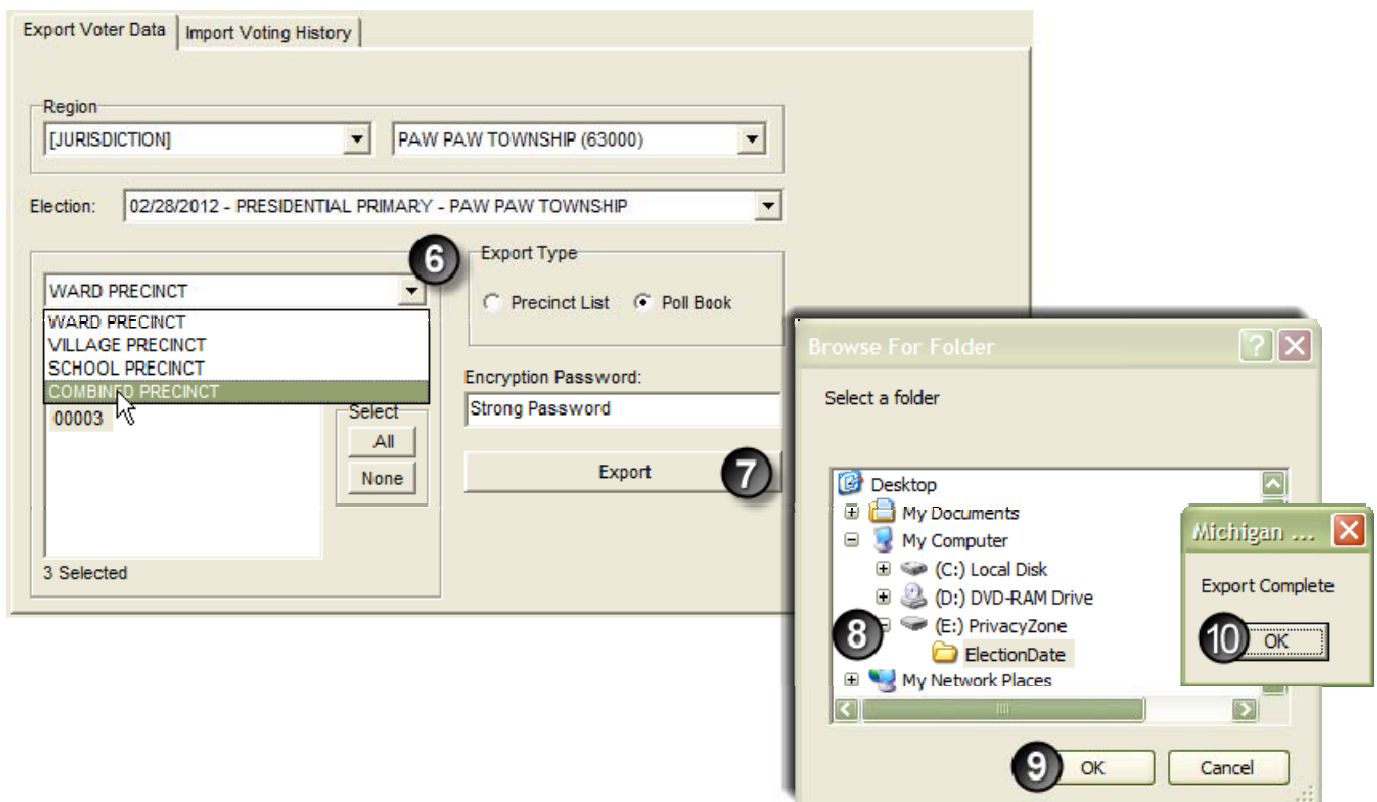 Export Voter Data
Import Voting History
Region
[JURISDICTION]
PAW PAW TOWNSHIP (63000)
Election:
02/28/2012 - PRESIDENTIAL PRIMARY - PAW PAW TOWNSHIP
6
Export Type
WARD PRECINCT
Precinct List
Poll Book
WARD PRECINCT
VILLAGE PRECINCT
SCHOOL PRECINCT
COMBINED PRECINCT
00003
Select
All
None
3 Selected
Encryption Password:
Strong Password
Export
7
Browse For Folder
Select a folder
Desktop
My Documents
My Computer
(C:) Local Disk
(D:) DVD-RAM Drive
8
(E:) PrivacyZone
ElectionDate
My Network Places
9
OK
Cancel
Michigan ...
Export Complete
10
OK